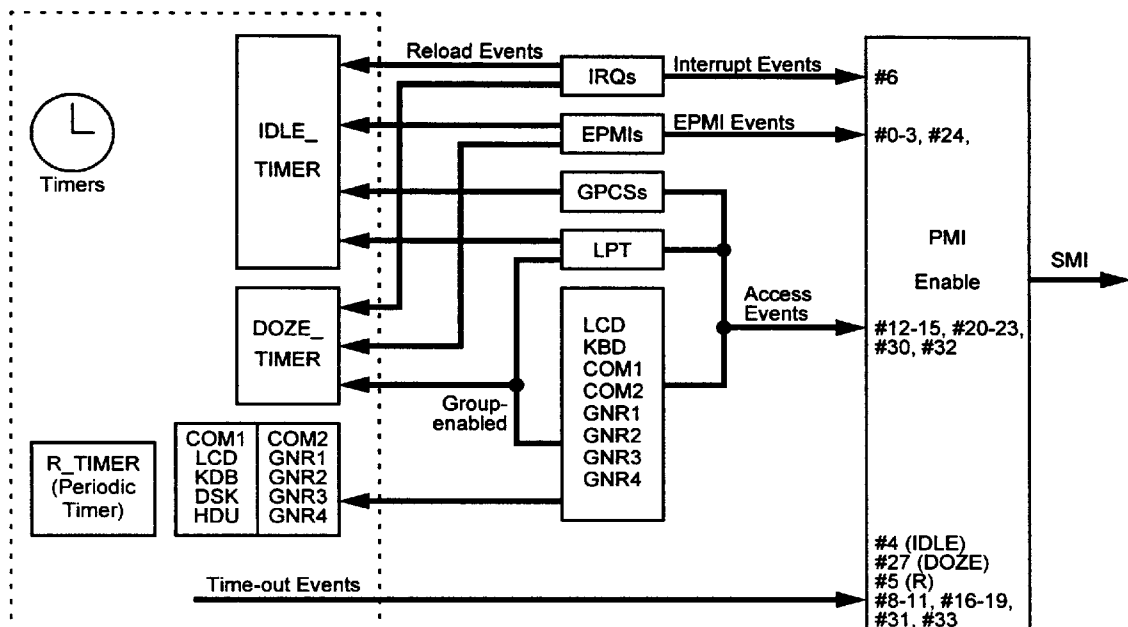 Timers
IDLE_
TIMER
DOZE_
TIMER
R_TIMER
(Periodic
Timer)
COM1
LCD
KDB
DSK
HDU
COM2
GNR1
GNR2
GNR3
GNR4
Reload Events
Group-
enabled
Time-out Events
IRQs
EPMIs
GPCSs
LPT
LCD
KBD
COM1
COM2
GNR1
GNR2
GNR3
GNR4
Interrupt Events
EPMI Events
Access
Events
#6
#0-3, #24,
PMI
Enable
#12-15, #20-23,
#30, #32
#4 (IDLE)
#27 (DOZE)
#5 (R)
#8-11, #16-19,
#31, #33
SMI